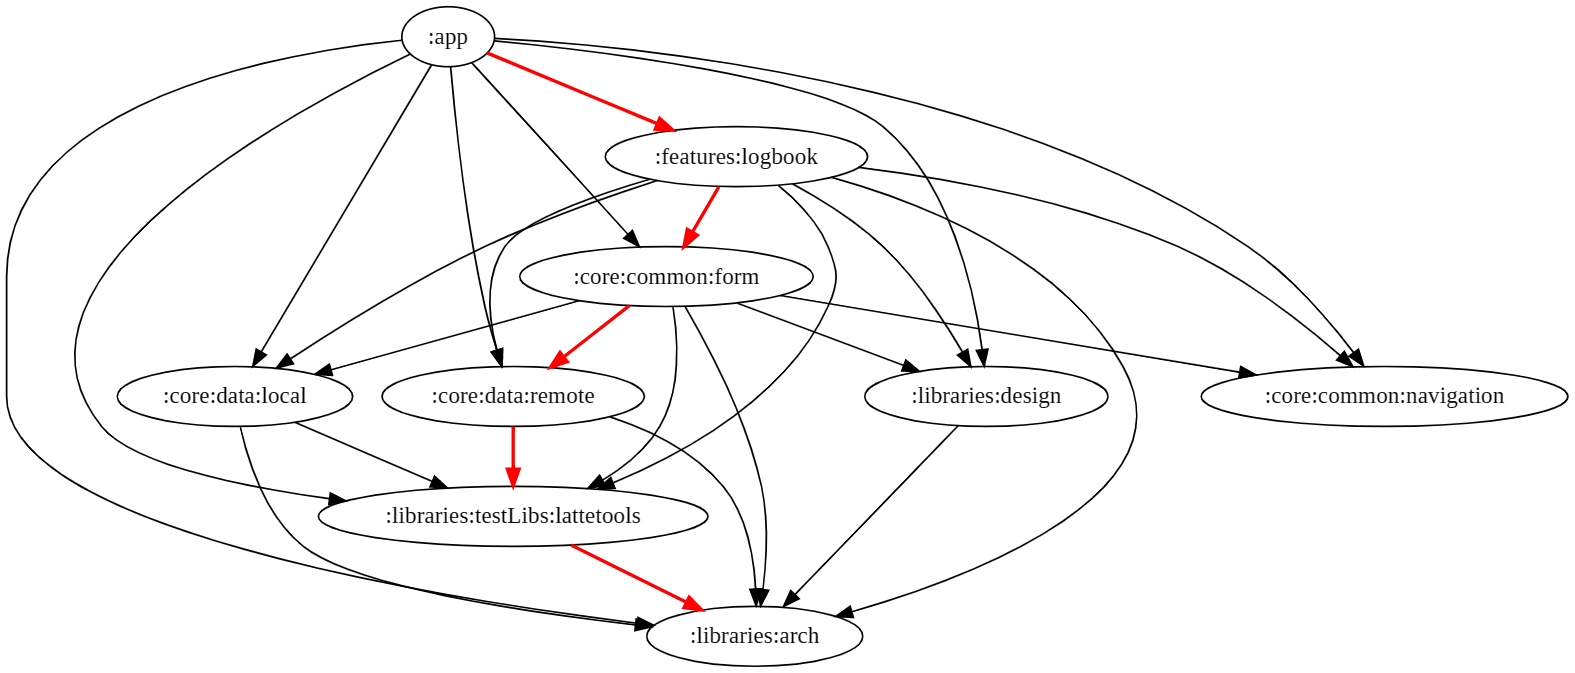 :app
:features:logbook
:core:common:form
:core:data:local
:core:data:remote
:libraries:design
:core:common:navigation
:libraries:testLibs:lattetools
:libraries:arch